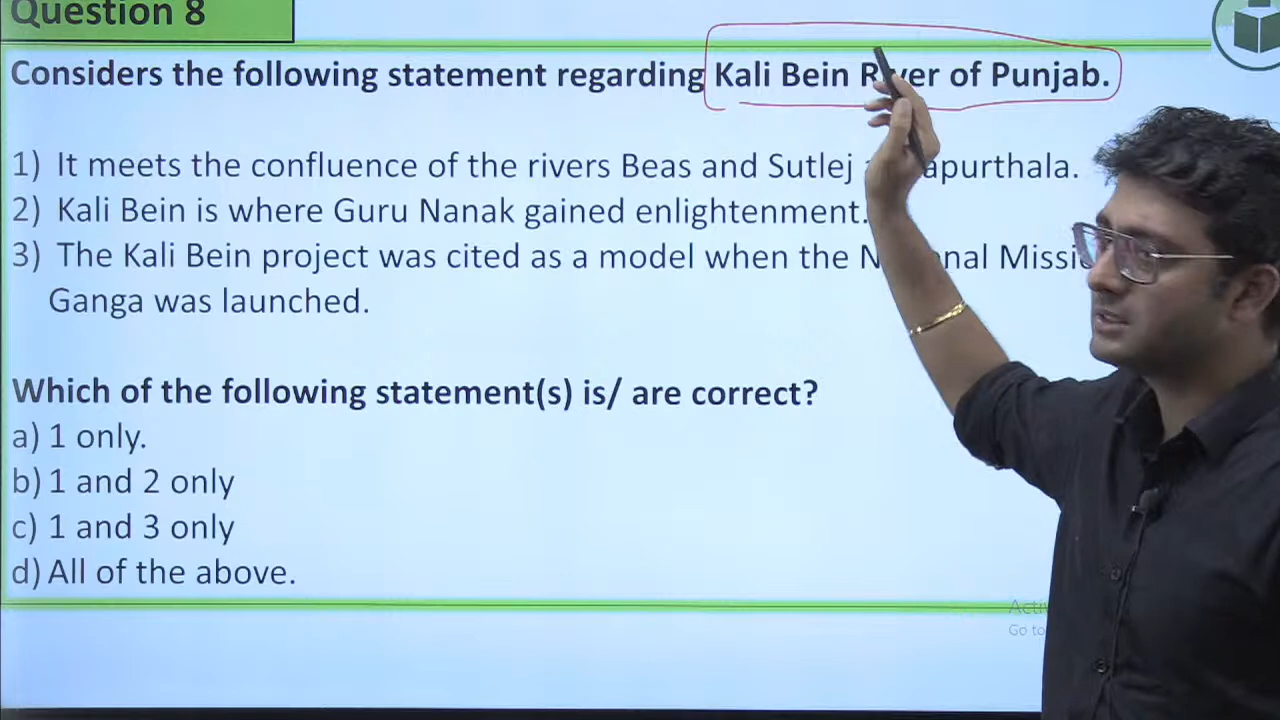 Question 8
Considers the following statement regarding Kali Bein River of Punjab.
1) It meets the confluence of the rivers Beas and Sutlej apurthala.
2) Kali Bein is where Guru Nanak gained enlightenment.
3) The Kali Bein project was cited as a model when the
Ganga was launched.
Which of the following statement(s) is/ are correct?
a) 1 only.
b) 1 and 2 only
c) 1 and 3 only
d) All of the above.
Go to